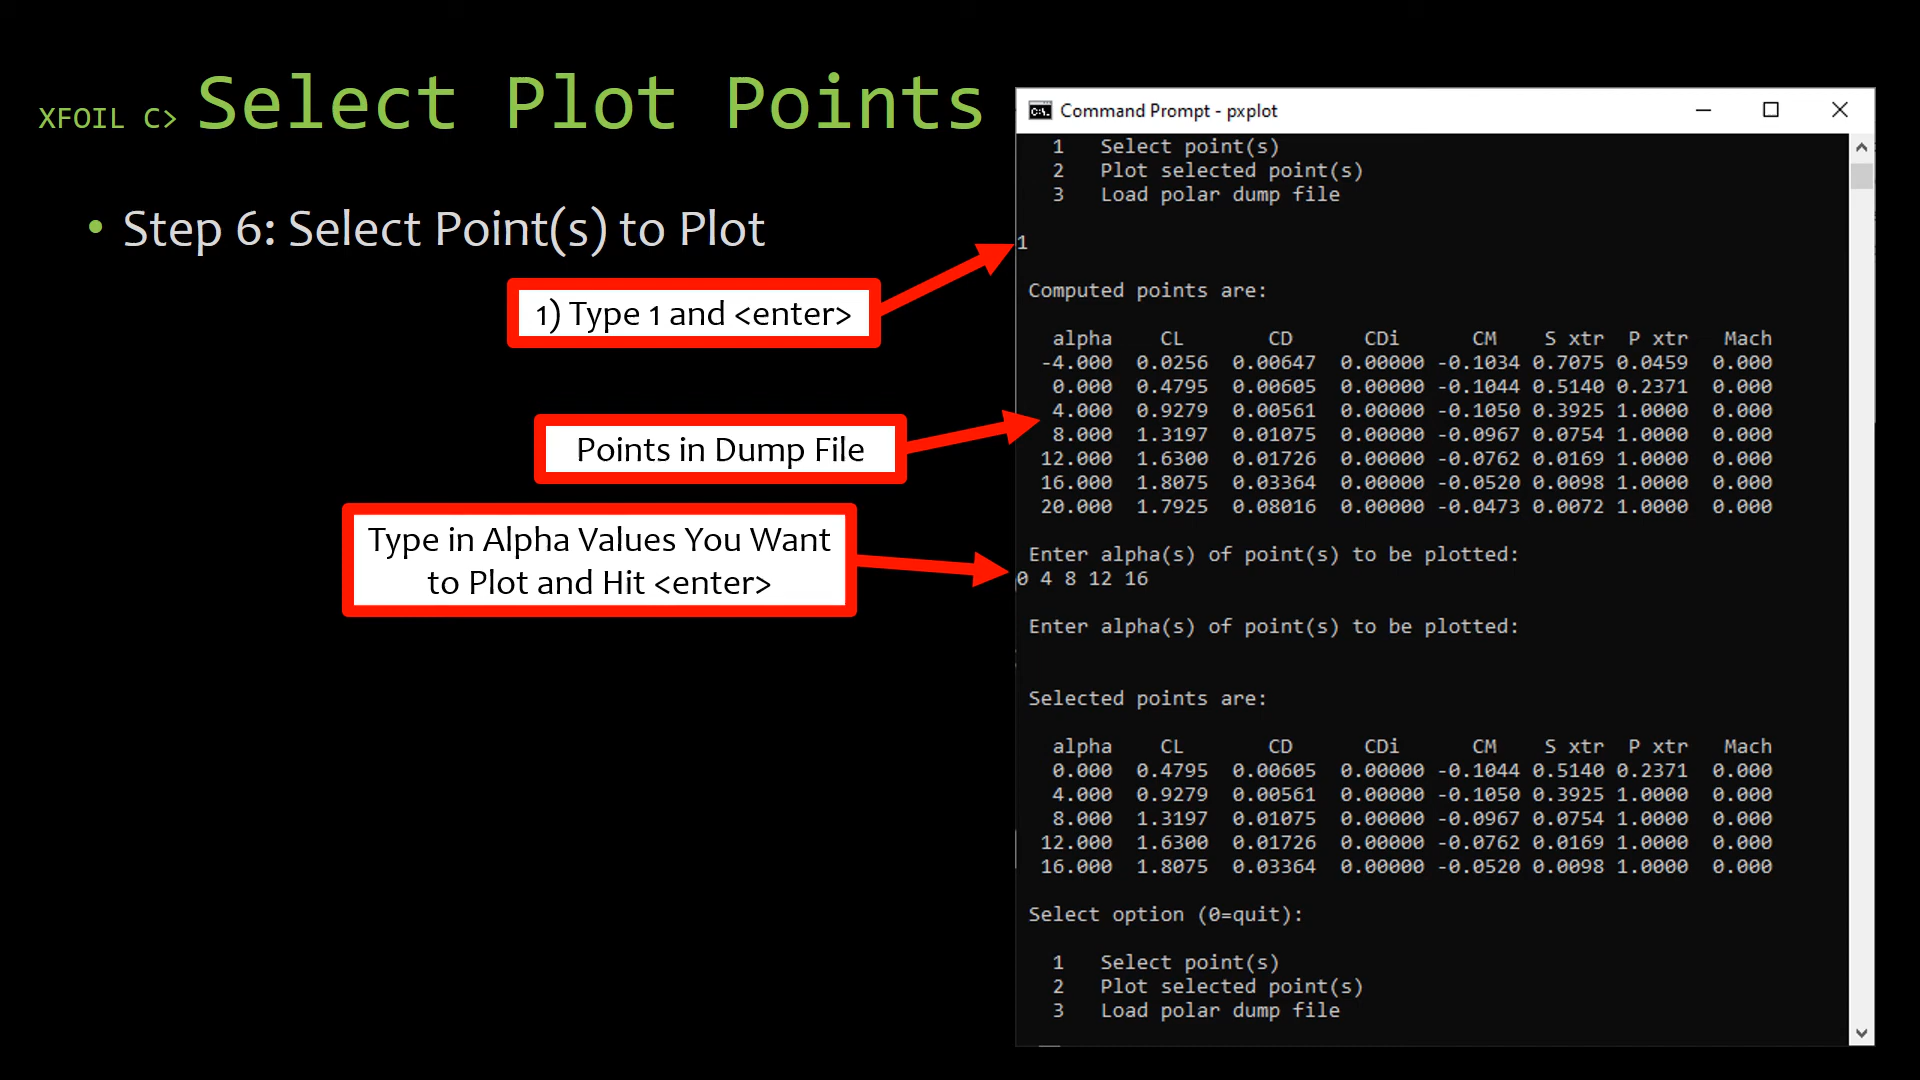 XFOIL C> Select Plot Points
• Step 6: Select Point(s) to Plot
1) Type 1 and <enter>
Points in Dump File
Type in Alpha Values You Want
to Plot and Hit <enter>
Command Prompt - pxplot
1 Select point(s)
2 Plot selected point(s)
3 Load polar dump file
1
Computed points are:
alpha CL CD CDi CM S xtr P xtr Mach
-4.000 0.0256 0.00647 0.00000 -0.1034 0.7075 0.0459 0.000
0.000 0.4795 0.00605 0.00000 -0.1044 0.5140 0.2371 0.000
4.000 0.9279 0.00561 0.00000 -0.1050 0.3925 1.0000 0.000
8.000 1.3197 0.01075 0.00000 -0.0967 0.0754 1.0000 0.000
12.000 1.6300 0.01726 0.00000 -0.0762 0.0169 1.0000 0.000
16.000 1.8075 0.03364 0.00000 -0.0520 0.0098 1.0000 0.000
20.000 1.7925 0.08016 0.00000 -0.0473 0.0072 1.0000 0.000
Enter alpha(s) of point(s) to be plotted:
0 4 8 12 16
Enter alpha(s) of point(s) to be plotted:
Selected points are:
alpha CL CD CDi CM S xtr P xtr Mach
0.000 0.4795 0.00605 0.00000 -0.1044 0.5140 0.2371 0.000
4.000 0.9279 0.00561 0.00000 -0.1050 0.3925 1.0000 0.000
8.000 1.3197 0.01075 0.00000 -0.0967 0.0754 1.0000 0.000
12.000 1.6300 0.01726 0.00000 -0.0762 0.0169 1.0000 0.000
16.000 1.8075 0.03364 0.00000 -0.0520 0.0098 1.0000 0.000
Select option (0=quit):
1 Select point(s)
2 Plot selected point(s)
3 Load polar dump file